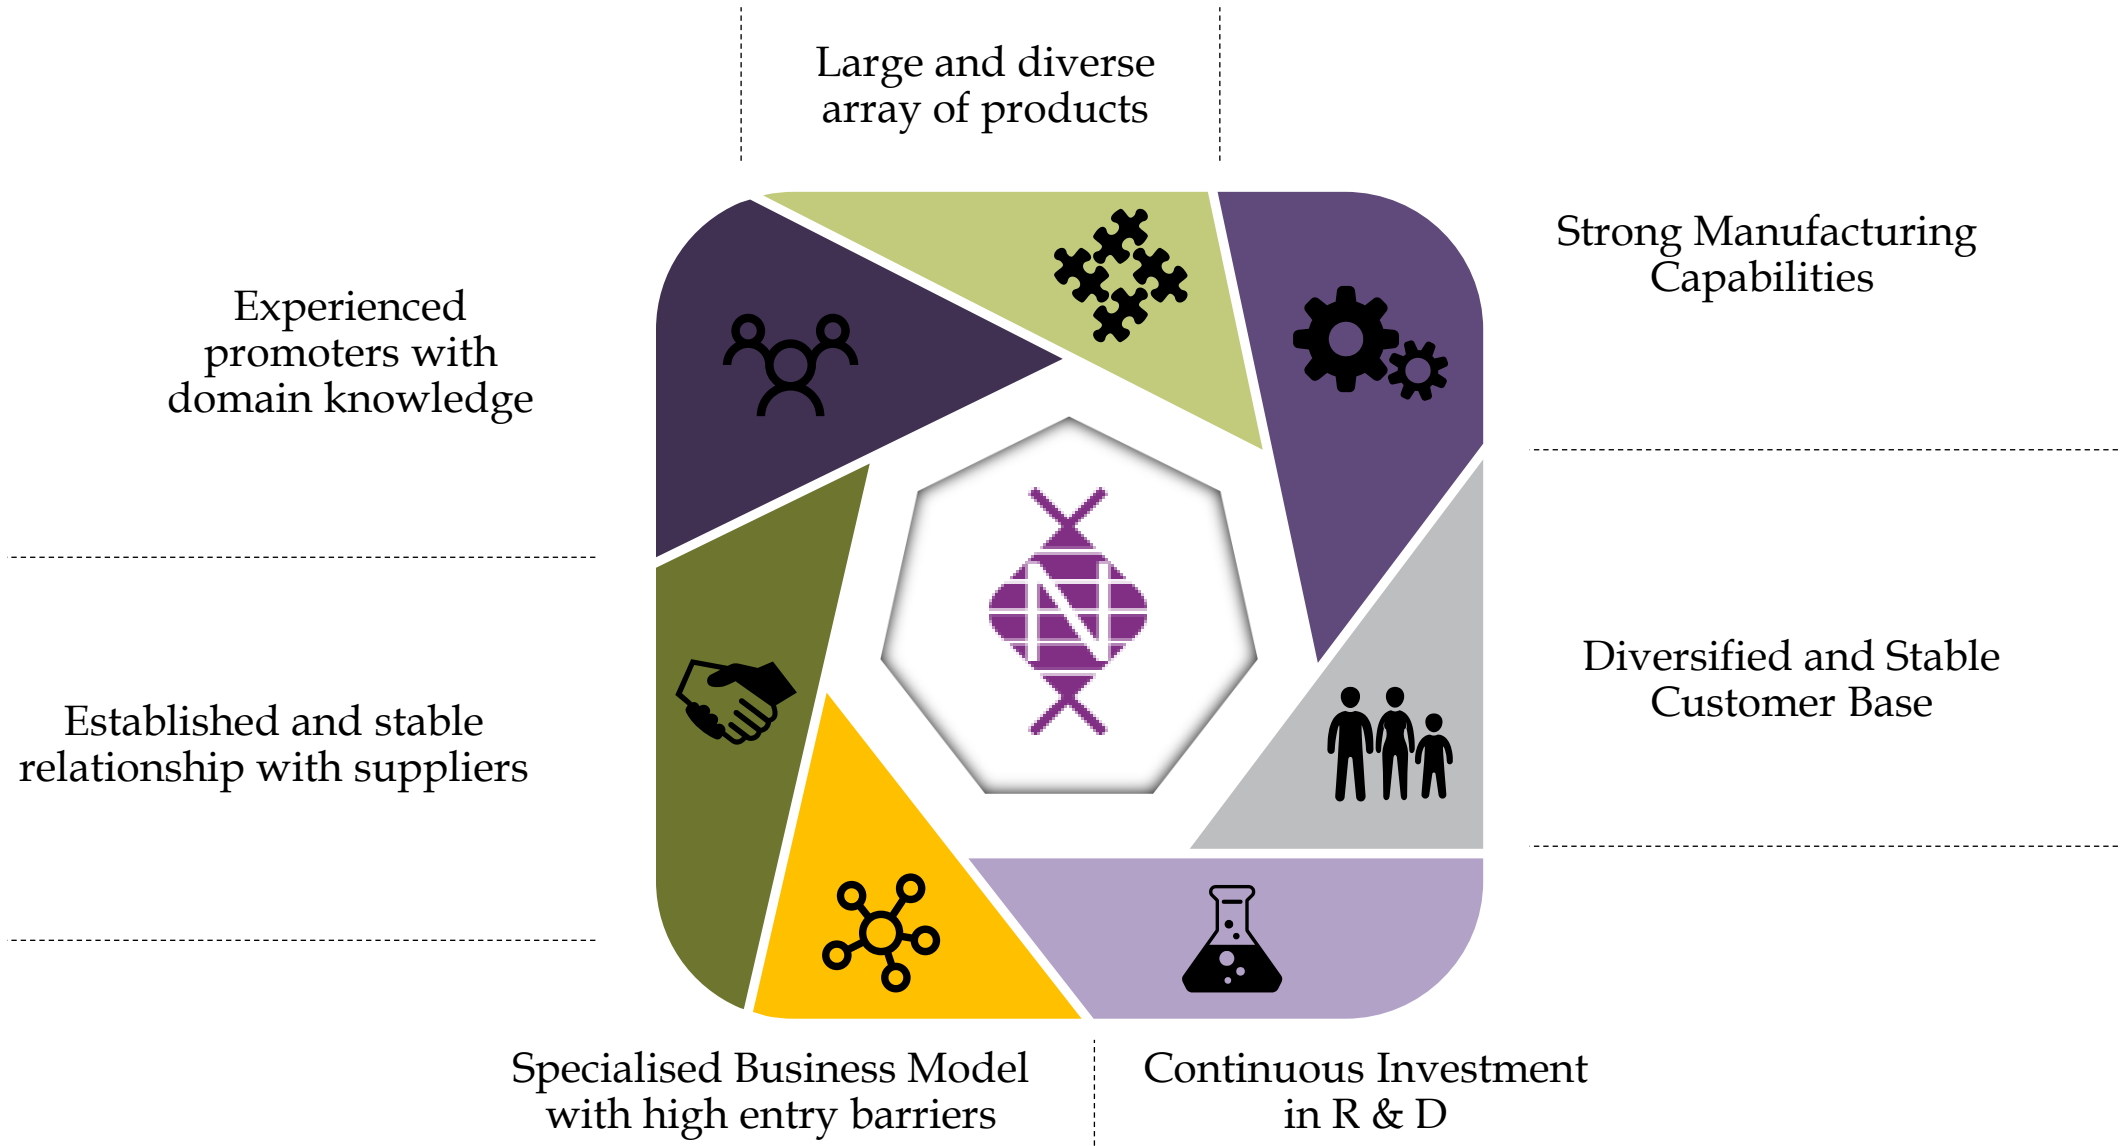 Large and diverse
array of products
Strong Manufacturing
Capabilities
Experienced
promoters with
domain knowledge
Diversified and Stable
Customer Base
Established and stable
relationship with suppliers
N
Specialised Business Model
with high entry barriers
Continuous Investment
in R & D